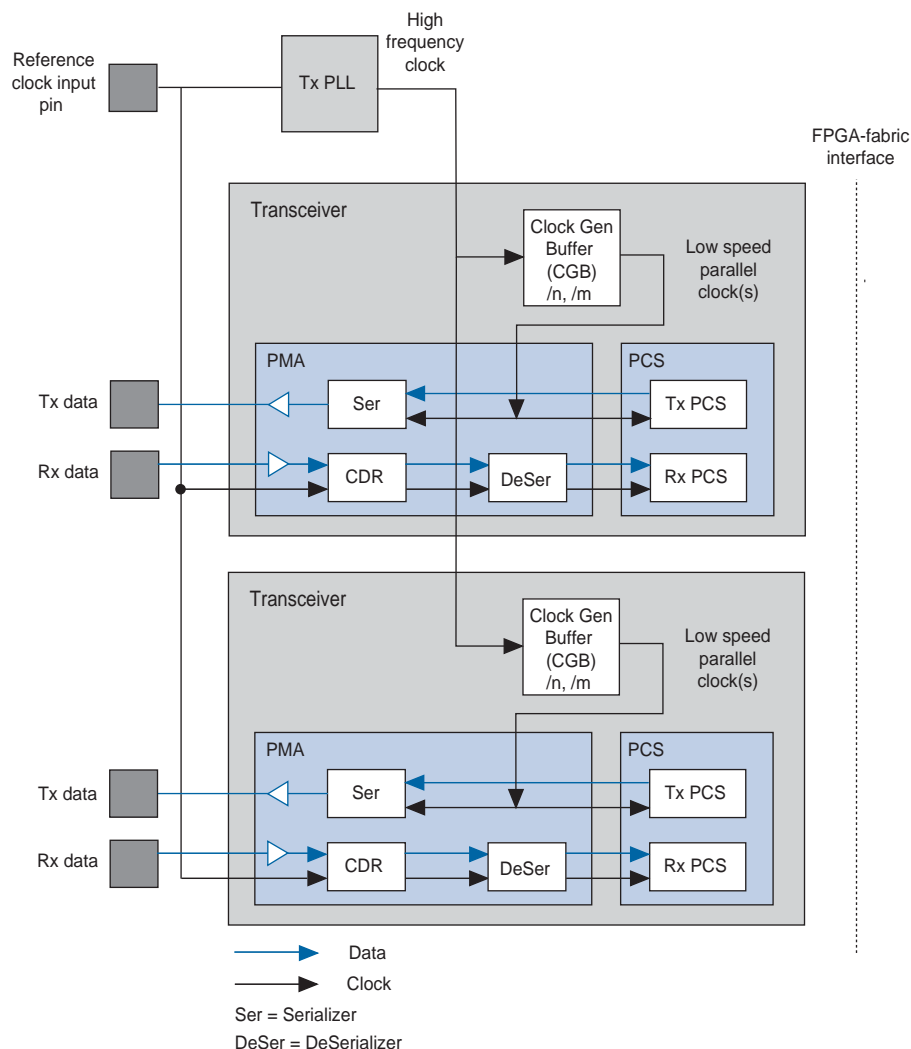 High
frequency
clock
Reference
clock input
pin
Tx PLL
FPGA-fabric
interface
Transceiver
Clock Gen
Buffer
(CGB)
/n, /m
Low speed
parallel
clock(s)
PMA
PCS
Tx data
Ser
Tx PCS
Rx data
CDR
DeSer
Rx PCS
Transceiver
Clock Gen
Buffer
(CGB)
/n, /m
Low speed
parallel
clock(s)
PMA
PCS
Tx data
Ser
Tx PCS
Rx data
CDR
DeSer
Rx PCS
Data
Clock
Ser = Serializer
DeSer = DeSerializer